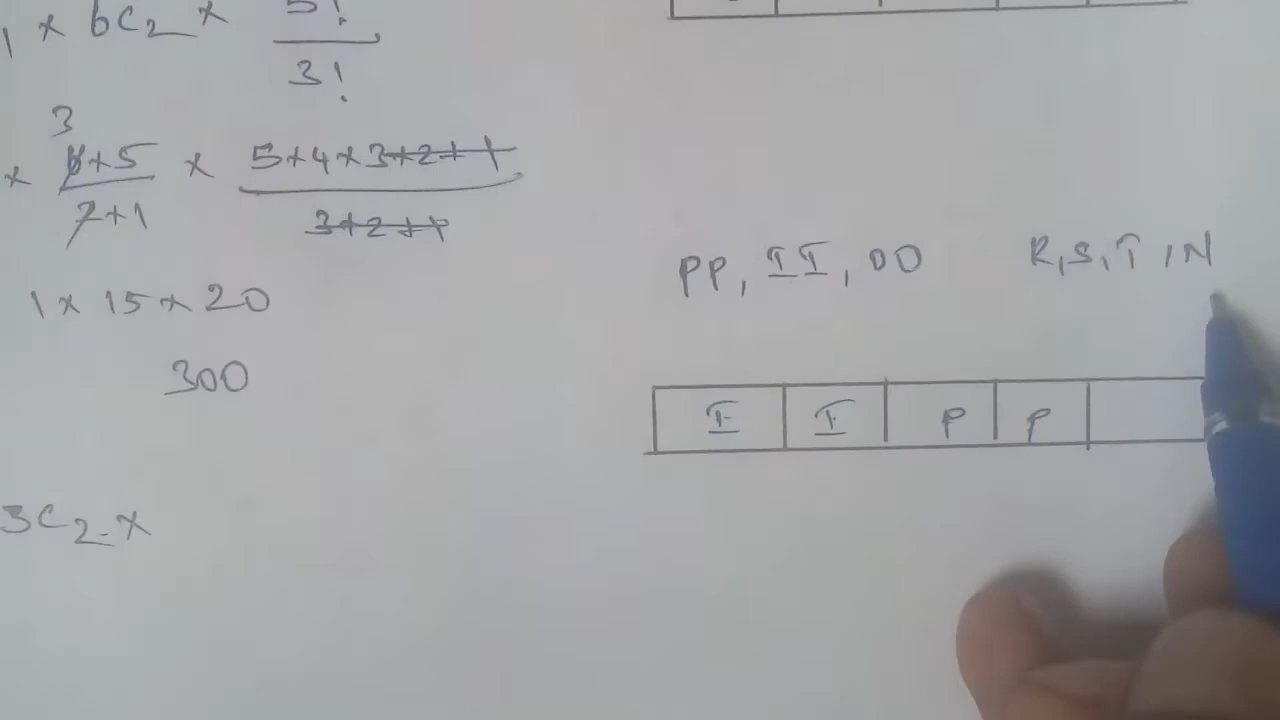 1 × 6C2 × 5!
3!
3
× 6×5 × 5×4×3×2×1
2×1 3×2×1
1 × 15 × 20
300
3C2 ×
PP, II, OO R,S,T,N
I I P P